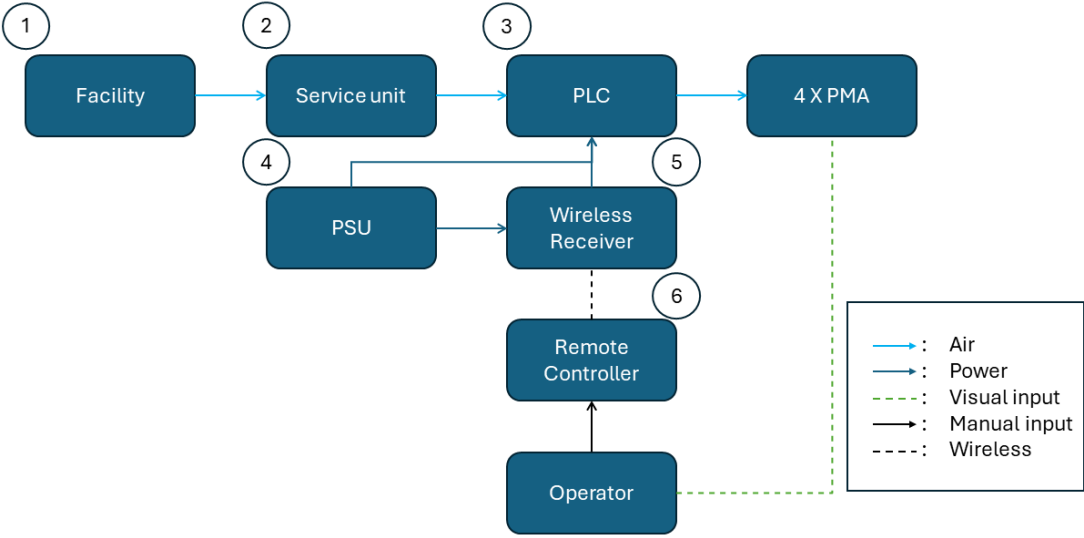 1
2
3
Facility
Service unit
PLC
4 X PMA
4
5
PSU
Wireless
Receiver
6
Remote
Controller
Operator
: Air
: Power
: Visual input
: Manual input
: Wireless